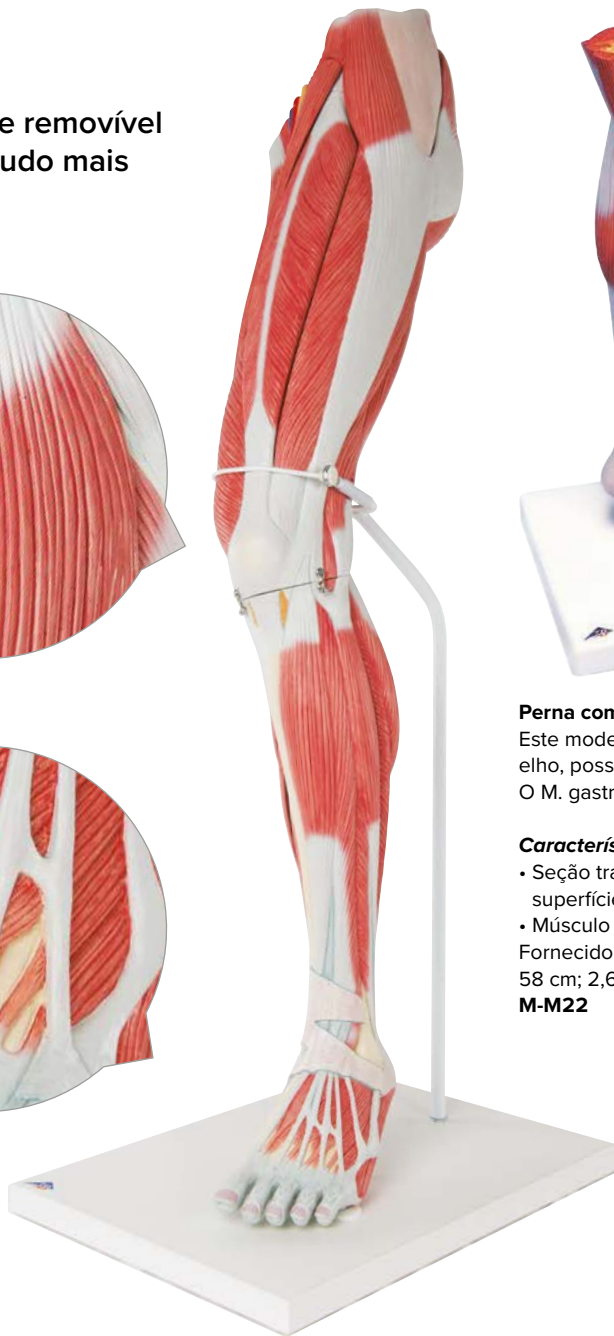 e removível
udo mais
Perna com
Este mode
elho, poss
O M. gastr
Caracterís
• Seção tra
superfície
• Músculo
Fornecido
58 cm; 2,6
M-M22